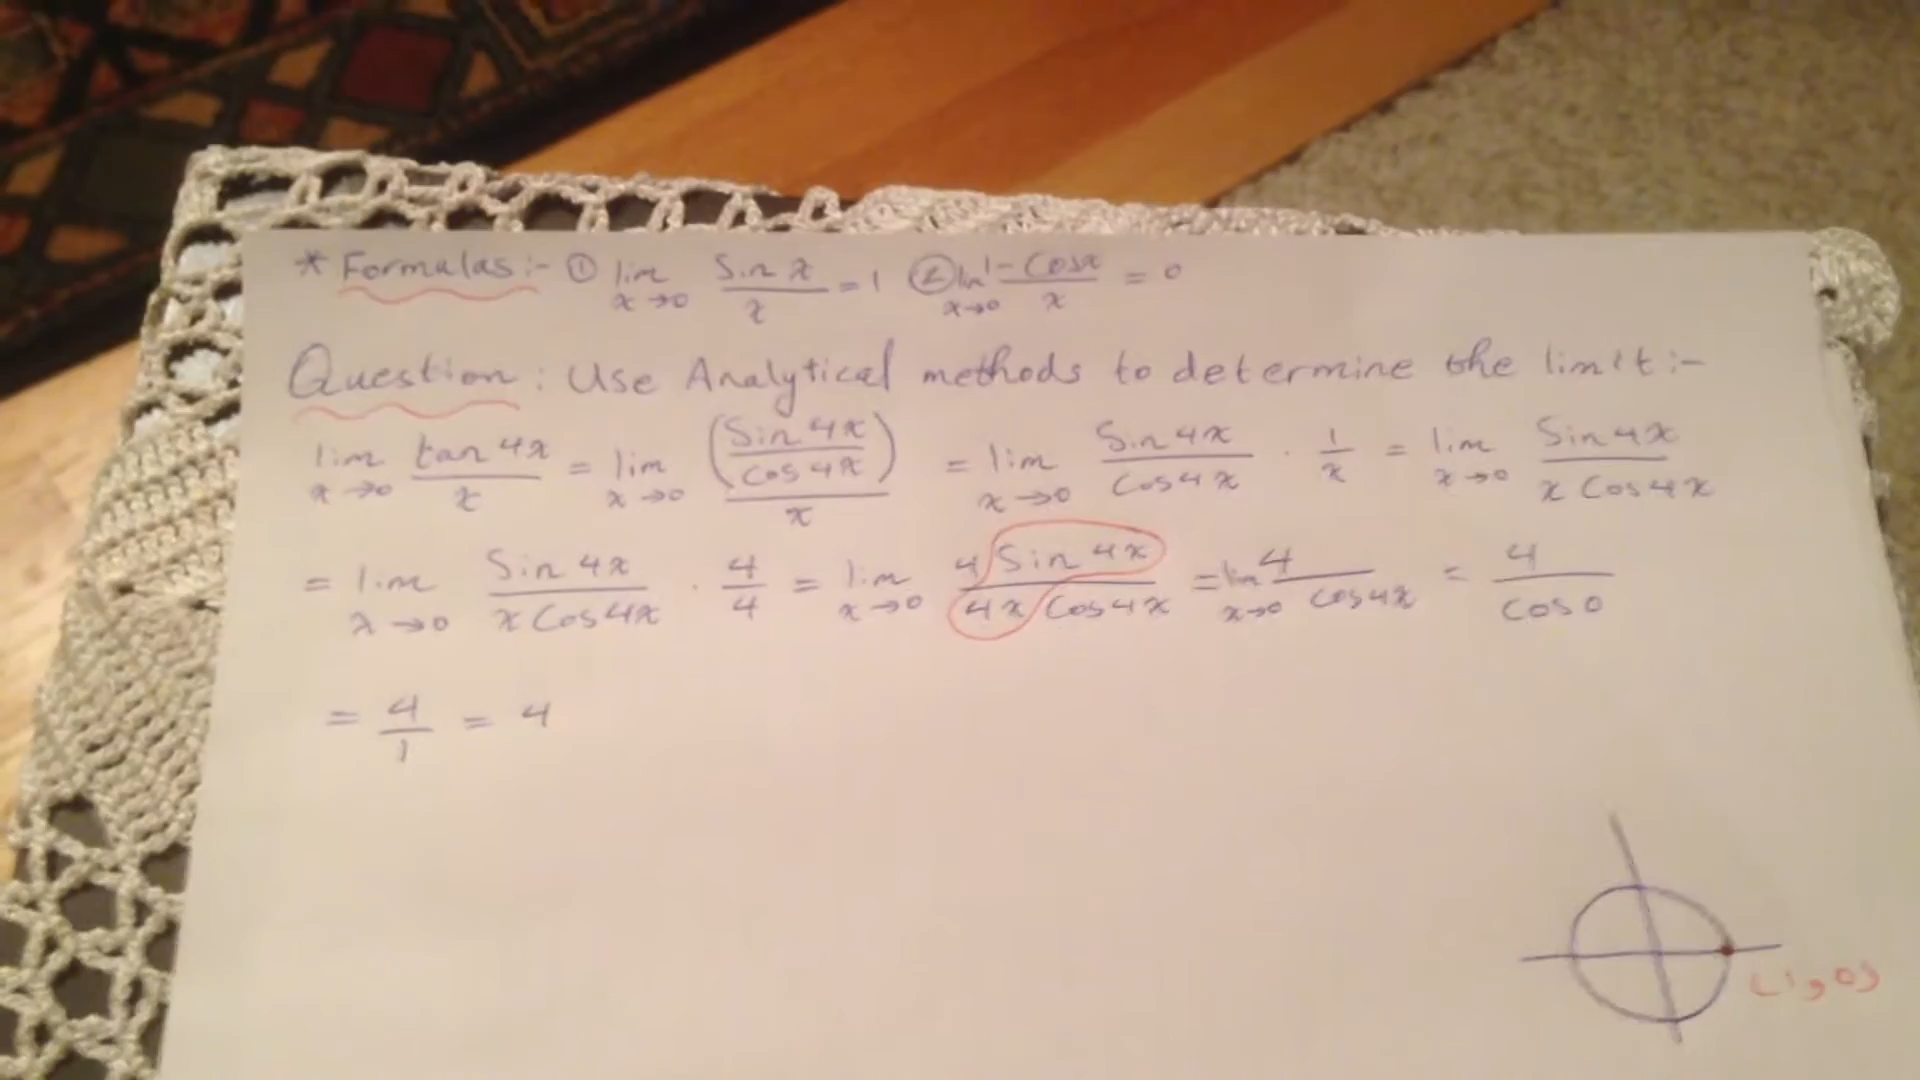 * Formulas:- ① lim x→0 sin x / x = 1 ② lim x→0 1 - cos x / x = 0
Question: Use Analytical methods to determine the limit:-
lim x→0 tan 4x / x = lim x→0 (sin 4x / cos 4x) / x = lim x→0 sin 4x / cos 4x · 1 / x = lim x→0 sin 4x / x cos 4x
= lim x→0 sin 4x / x cos 4x · 4 / 4 = lim x→0 4 sin 4x / 4x cos 4x = lim x→0 4 / cos 4x = 4 / cos 0
= 4 / 1 = 4
(1,0)